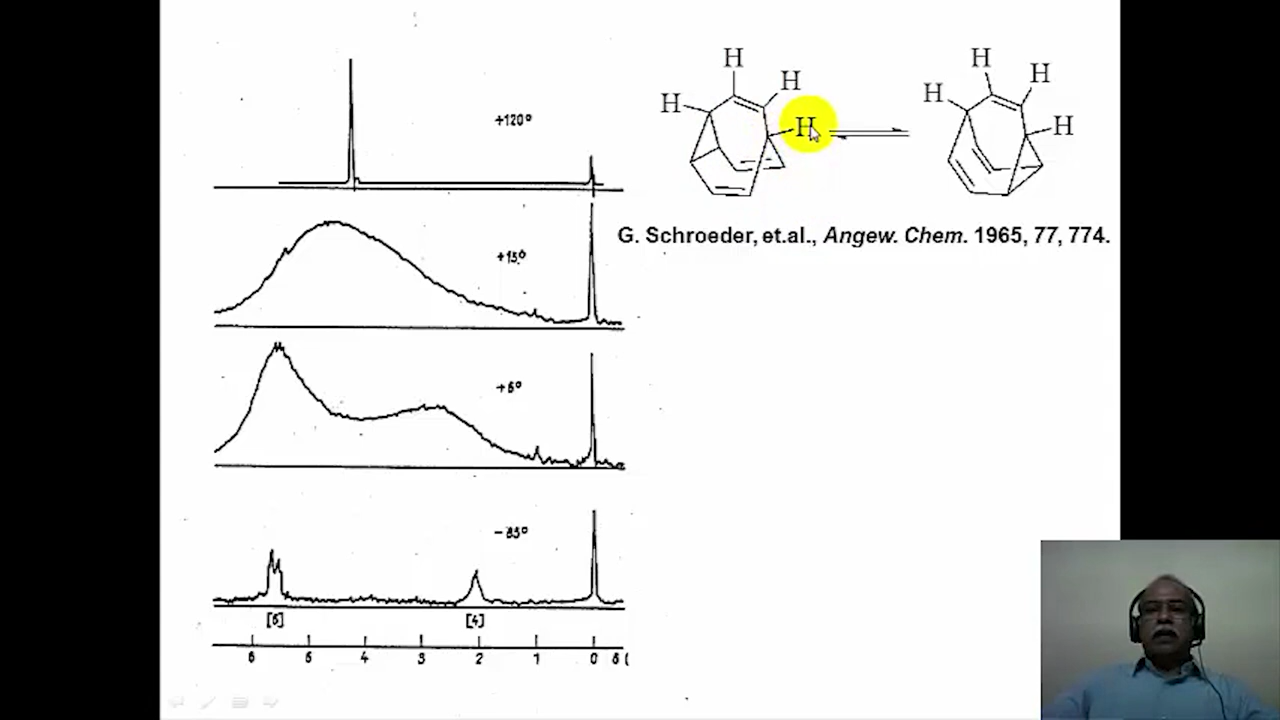 +120°
+15°
+5°
-85°
[6]
[4]
6 5 4 3 2 1 0 δ (
H
H
H
H
H
H
H
H
G. Schroeder, et.al., Angew. Chem. 1965, 77, 774.